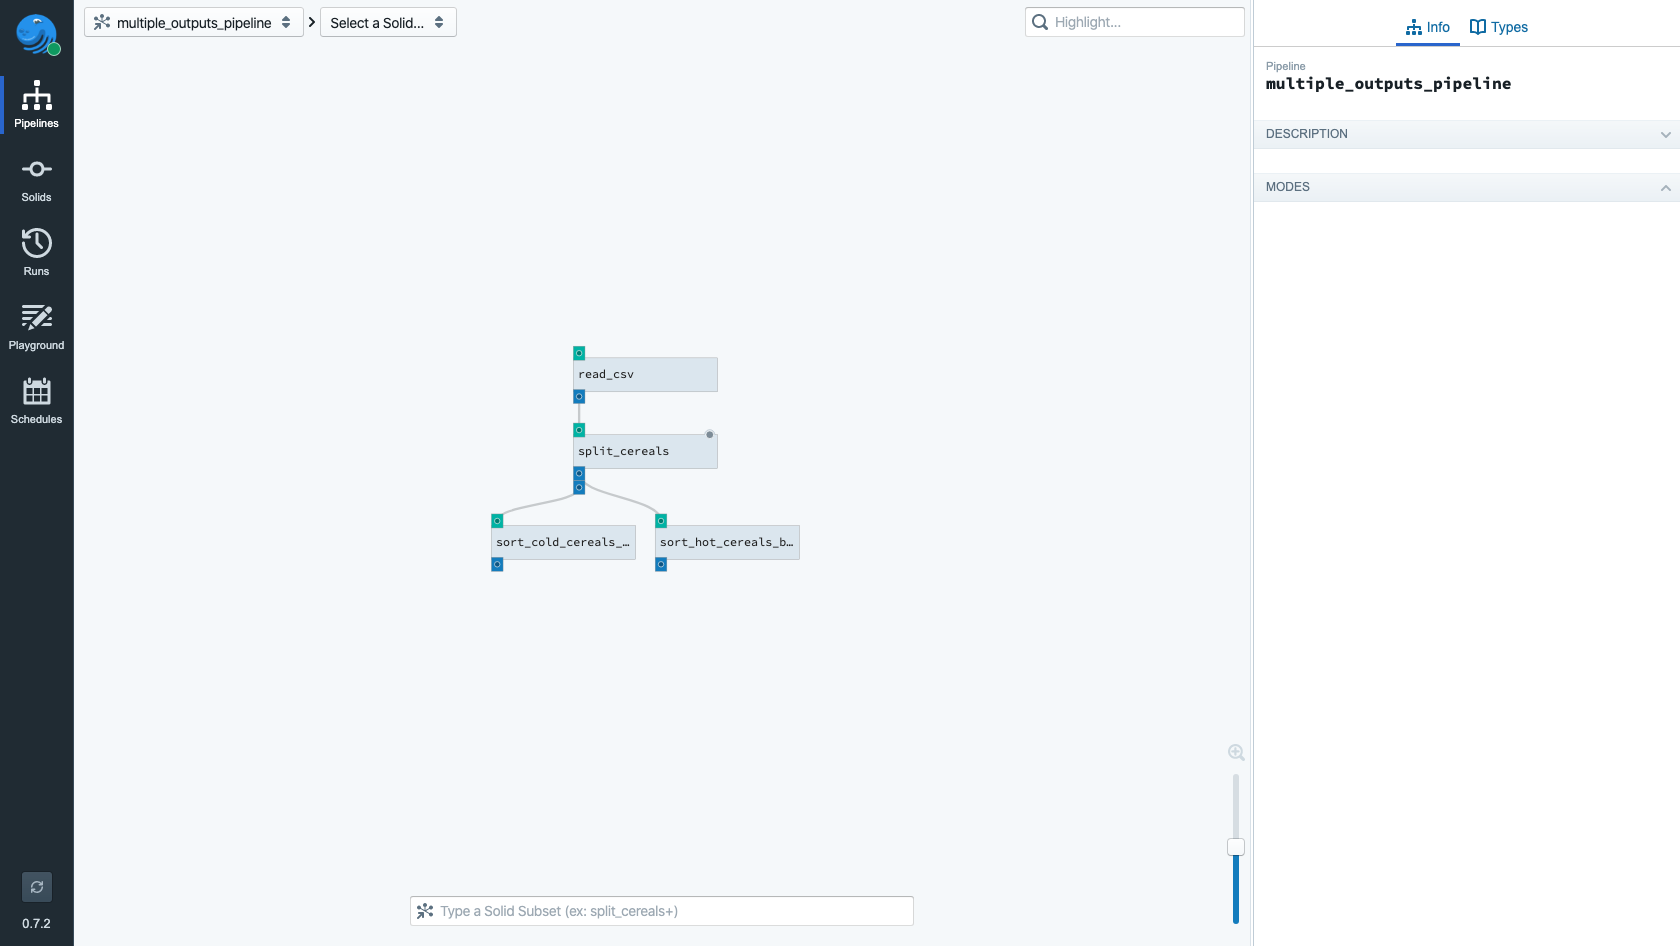 multiple_outputs_pipeline
Select a Solid...
Highlight...
Info
Types
Pipelines
Solids
Runs
Playground
Schedules
0.7.2
Pipeline
multiple_outputs_pipeline
DESCRIPTION
MODES
read_csv
split_cereals
sort_cold_cereals_…
sort_hot_cereals_b…
Type a Solid Subset (ex: split_cereals+)